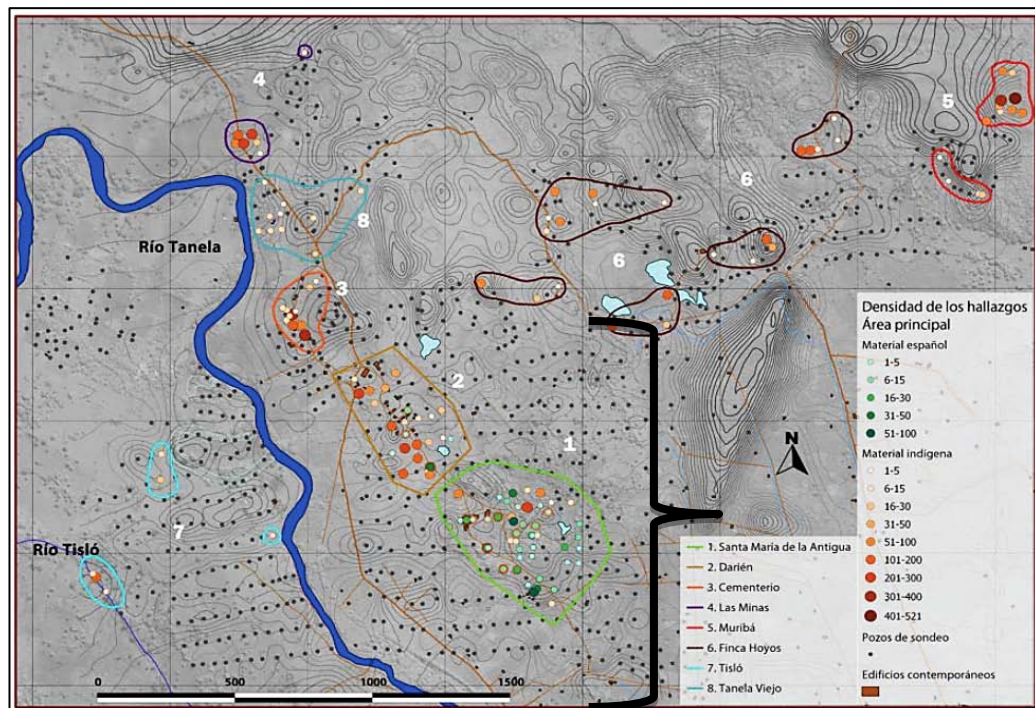 4
5
6
8
Río Tanela
3
6
2
1
7
Río Tisló
N
Densidad de los hallazgos
Área principal
Material español
1-5
6-15
16-30
31-50
51-100
Material indígena
1-5
6-15
16-30
31-50
51-100
101-200
201-300
301-400
401-521
Pozos de sondeo
Edificios contemporáneos
1. Santa María de la Antigua
2. Darién
3. Cementerio
4. Las Minas
5. Muribá
6. Finca Hoyos
7. Tisló
8. Tanela Viejo
0 500 1000 1500